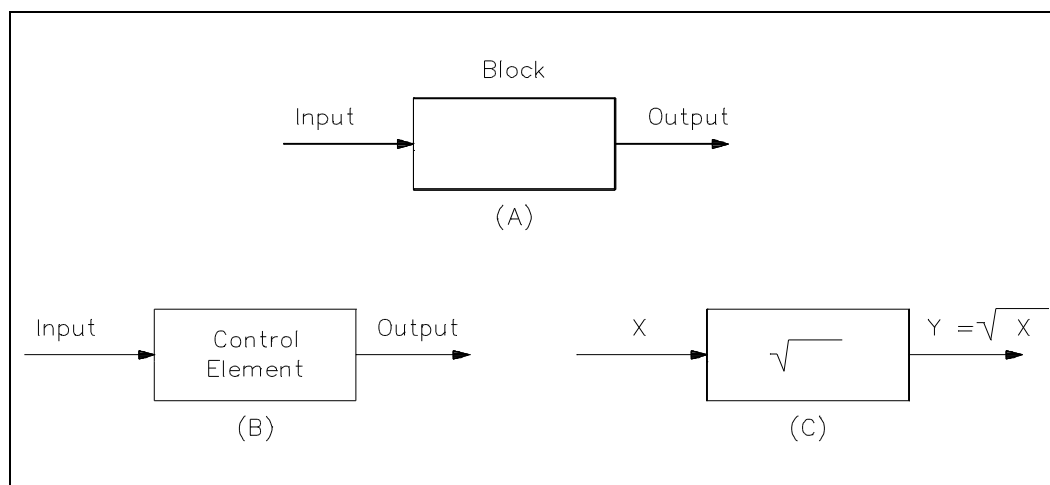 Block
Input
Output
(A)
Input
Control
Element
Output
(B)
X
√
Y = √X
(C)